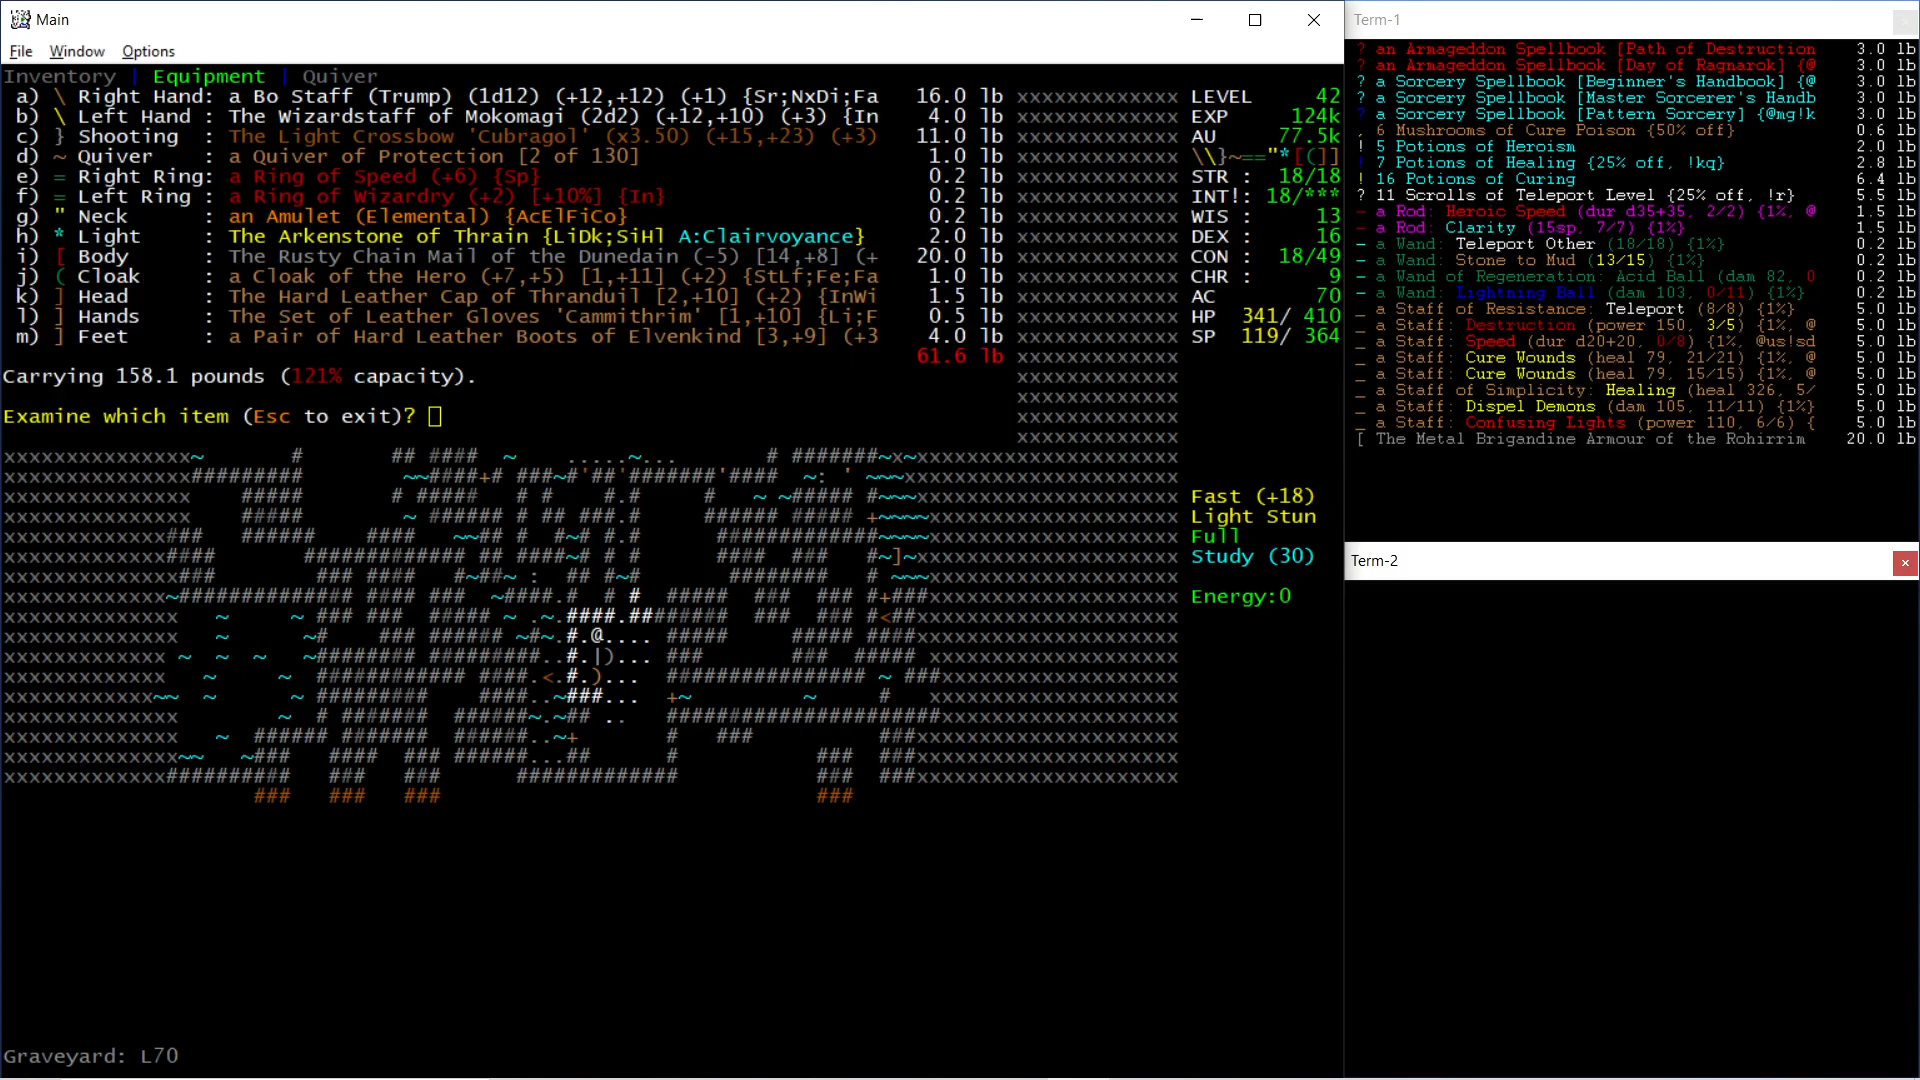 Main
File Window Options
Inventory | Equipment | Quiver
a) \ Right Hand: a Bo Staff (Trump) (1d12) (+12,+12) (+1) {Sr;NxDi;Fa 16.0 lb
b) \ Left Hand : The Wizardstaff of Mokomagi (2d2) (+12,+10) (+3) {In 4.0 lb
c) } Shooting : The Light Crossbow 'Cubragol' (x3.50) (+15,+23) (+3) 11.0 lb
d) ~ Quiver : a Quiver of Protection [2 of 130] 1.0 lb
e) = Right Ring: a Ring of Speed (+6) {Sp} 0.2 lb
f) = Left Ring : a Ring of Wizardry (+2) [+10%] {In} 0.2 lb
g) " Neck : an Amulet (Elemental) {AcElFiCo} 0.2 lb
h) * Light : The Arkenstone of Thrain {LiDk;SiH] A:Clairvoyance} 2.0 lb
i) [ Body : The Rusty Chain Mail of the Dunedain (-5) [14,+8] (+ 20.0 lb
j) ( Cloak : a Cloak of the Hero (+7,+5) [1,+11] (+2) {StLf;Fe;Fa 1.0 lb
k) ] Head : The Hard Leather Cap of Thranduil [2,+10] (+2) {InWi 1.5 lb
l) ] Hands : The Set of Leather Gloves 'Cammithrim' [1,+10] {Li;F 0.5 lb
m) ] Feet : a Pair of Hard Leather Boots of Elvenkind [3,+9] (+3 4.0 lb
61.6 lb
Carrying 158.1 pounds (121% capacity).
Examine which item (Esc to exit)?
LEVEL 42
EXP 124k
AU 77.5k
\\}~=="*[(]]
STR : 18/18
INT!: 18/***
WIS : 13
DEX : 16
CON : 18/49
CHR : 9
AC 70
HP 341/ 410
SP 119/ 364
Fast (+18)
Light Stun
Full
Study (30)
Energy:0
Graveyard: L70
Term-1
? an Armageddon Spellbook [Path of Destruction 3.0 lb
? an Armageddon Spellbook [Day of Ragnarok] {@ 3.0 lb
? a Sorcery Spellbook [Beginner's Handbook] {@ 3.0 lb
? a Sorcery Spellbook [Master Sorcerer's Handb 3.0 lb
? a Sorcery Spellbook [Pattern Sorcery] {@mg!k 3.0 lb
, 6 Mushrooms of Cure Poison {50% off} 0.6 lb
! 5 Potions of Heroism 2.0 lb
! 7 Potions of Healing {25% off, !kq} 2.8 lb
! 16 Potions of Curing 6.4 lb
? 11 Scrolls of Teleport Level {25% off, !r} 5.5 lb
- a Rod: Heroic Speed (dur d35+35, 2/2) {1%, @ 1.5 lb
- a Rod: Clarity (15sp, 7/7) {1%} 1.5 lb
- a Wand: Teleport Other (18/18) {1%} 0.2 lb
- a Wand: Stone to Mud (13/15) {1%} 0.2 lb
- a Wand of Regeneration: Acid Ball (dam 82, 0 0.2 lb
- a Wand: Lightning Ball (dam 103, 0/11) {1%} 0.2 lb
_ a Staff of Resistance: Teleport (8/8) {1%} 5.0 lb
_ a Staff: Destruction (power 150, 3/5) {1%, @ 5.0 lb
_ a Staff: Speed (dur d20+20, 0/8) {1%, @us!sd 5.0 lb
_ a Staff: Cure Wounds (heal 79, 21/21) {1%, @ 5.0 lb
_ a Staff: Cure Wounds (heal 79, 15/15) {1%, @ 5.0 lb
_ a Staff of Simplicity: Healing (heal 326, 5/ 5.0 lb
_ a Staff: Dispel Demons (dam 105, 11/11) {1%} 5.0 lb
_ a Staff: Confusing Lights (power 110, 6/6) { 5.0 lb
[ The Metal Brigandine Armour of the Rohirrim 20.0 lb
Term-2